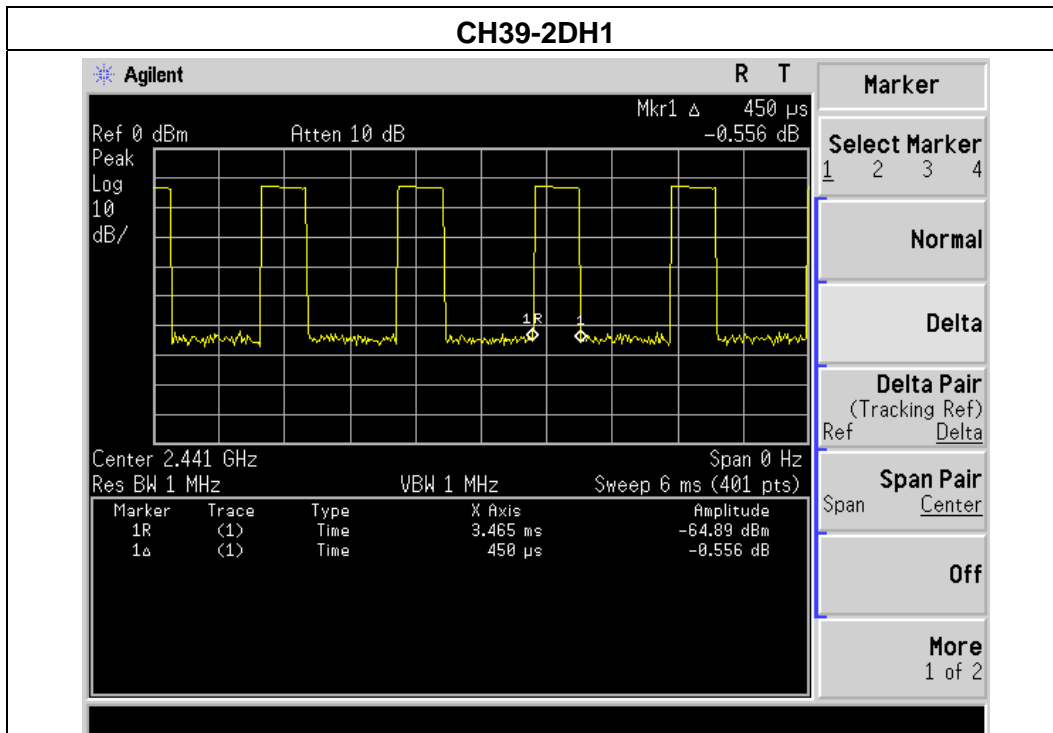 CH39-2DH1
Agilent R T
Mkr1 Δ 450 µs
Ref 0 dBm Atten 10 dB -0.556 dB
Peak
Log
10
dB/
1R 1
Center 2.441 GHz Span 0 Hz
Res BW 1 MHz VBW 1 MHz Sweep 6 ms (401 pts)
Marker Trace Type X Axis Amplitude
1R (1) Time 3.465 ms -64.89 dBm
1Δ (1) Time 450 µs -0.556 dB
Marker
Select Marker
1 2 3 4
Normal
Delta
Delta Pair
(Tracking Ref)
Ref Delta
Span Pair
Span Center
Off
More
1 of 2